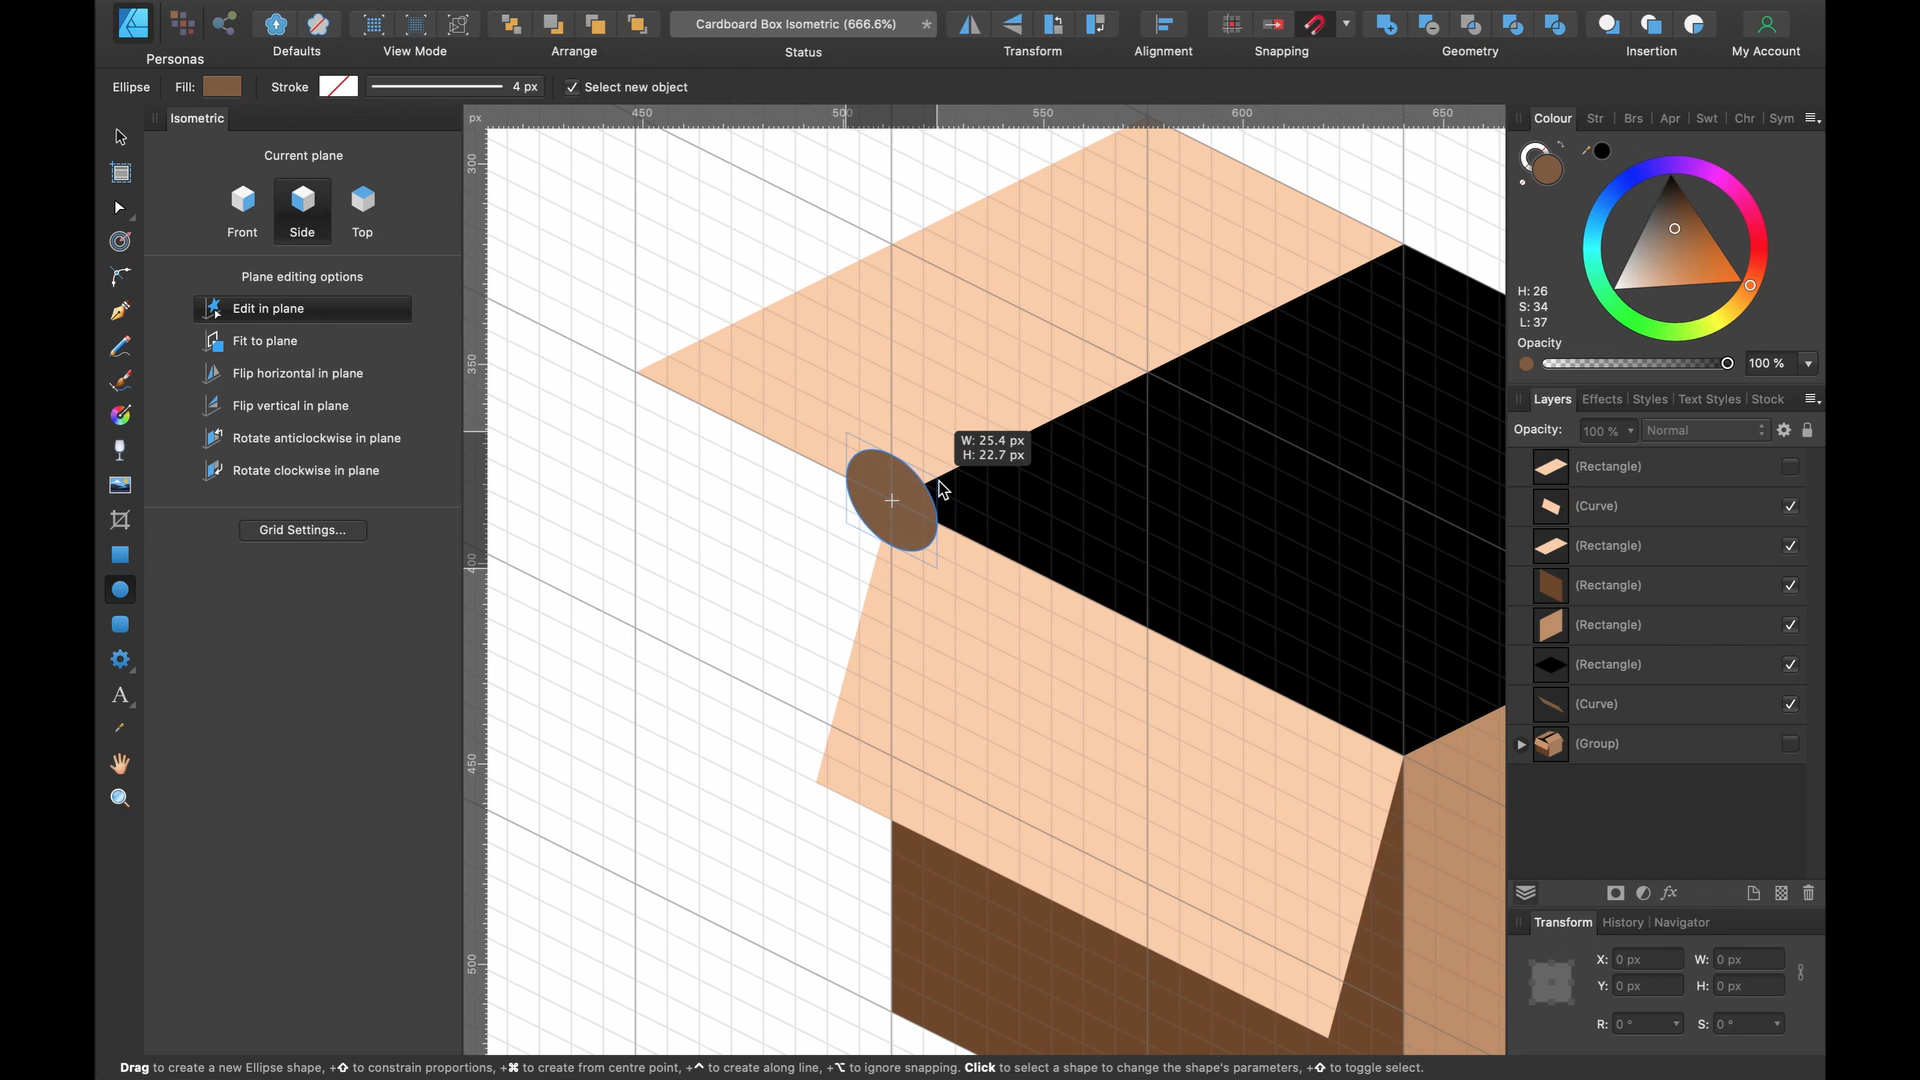 Personas
Defaults
View Mode
Arrange
Cardboard Box Isometric (666.6%) *
Status
Transform
Alignment
Snapping
Geometry
Insertion
My Account
Ellipse Fill: Stroke 4 px Select new object
Isometric
Current plane
Front Side Top
Plane editing options
Edit in plane
Fit to plane
Flip horizontal in plane
Flip vertical in plane
Rotate anticlockwise in plane
Rotate clockwise in plane
Grid Settings...
px 450 500 550 600 650
300
350
400
450
500
W: 25.4 px
H: 22.7 px
Colour Str Brs Apr Swt Chr Sym
H: 26
S: 34
L: 37
Opacity
100 %
Layers Effects Styles Text Styles Stock
Opacity: 100 % Normal
(Rectangle)
(Curve)
(Rectangle)
(Rectangle)
(Rectangle)
(Rectangle)
(Curve)
(Group)
fx
Transform History Navigator
X: 0 px W: 0 px
Y: 0 px H: 0 px
R: 0 ° S: 0 °
Drag to create a new Ellipse shape, +⇧ to constrain proportions, +⌘ to create from centre point, +^ to create along line, +⌥ to ignore snapping. Click to select a shape to change the shape's parameters, +⇧ to toggle select.